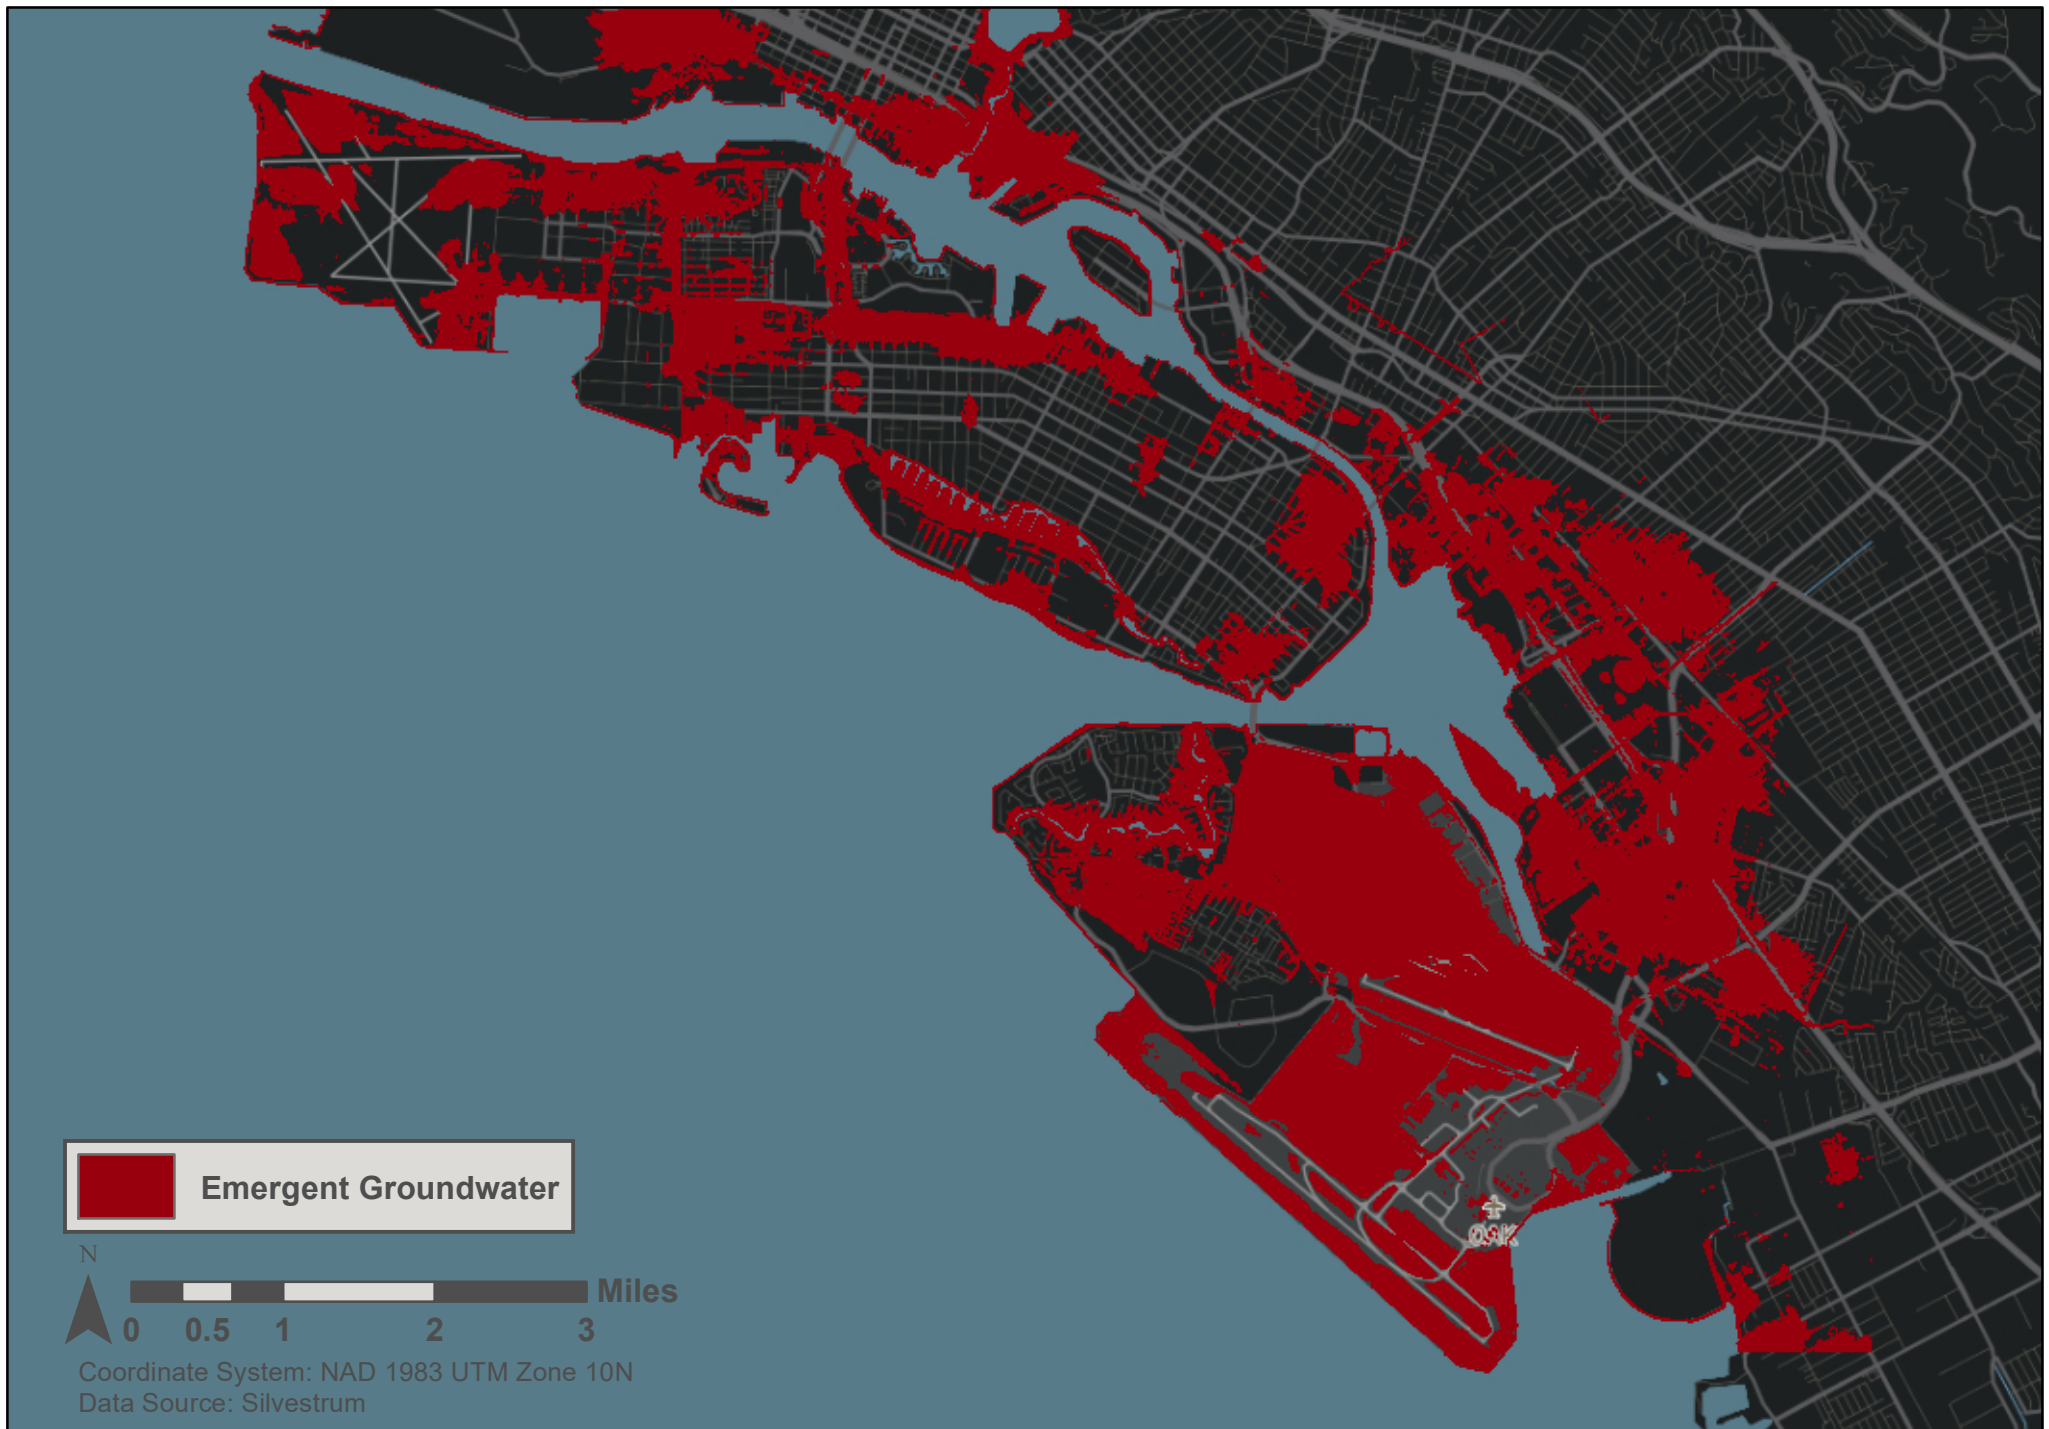 OAK
Emergent Groundwater
N
Miles
0 0.5 1 2 3
Coordinate System: NAD 1983 UTM Zone 10N
Data Source: Silvestrum